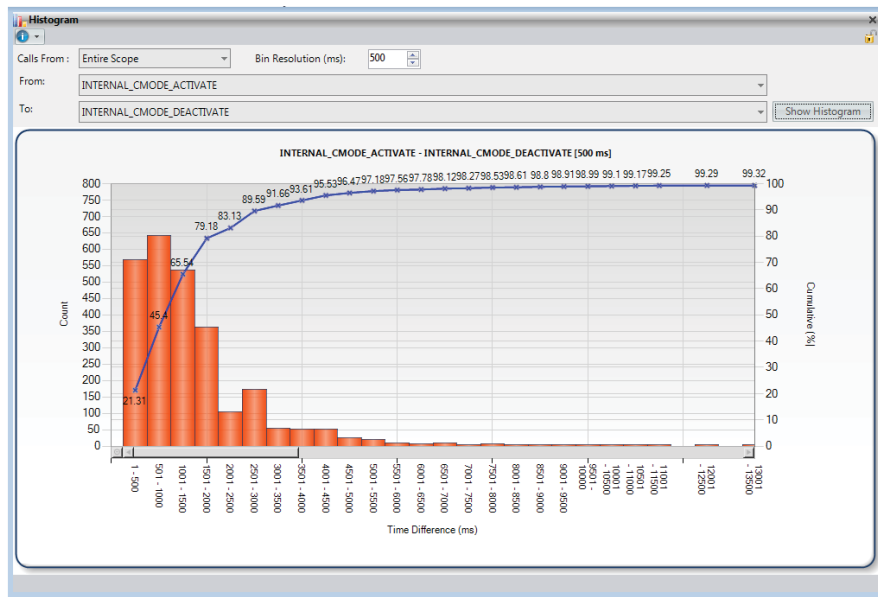 Histogram
Calls From : Entire Scope Bin Resolution (ms): 500
From: INTERNAL_CMODE_ACTIVATE
To: INTERNAL_CMODE_DEACTIVATE Show Histogram
INTERNAL_CMODE_ACTIVATE - INTERNAL_CMODE_DEACTIVATE [500 ms]
21.31 45.4 65.54 79.18 83.13 89.59 91.66 93.61 95.53 96.47 97.18 97.56 97.78 98.12 98.27 98.53 98.61 98.8 98.91 98.99 99.1 99.17 99.25 99.29 99.32
Count
800
750
700
650
600
550
500
450
400
350
300
250
200
150
100
50
0
100
90
80
70
60
50
40
30
20
10
0
Cumulative (%)
1 - 500
501 - 1000
1001 - 1500
1501 - 2000
2001 - 2500
2501 - 3000
3001 - 3500
3501 - 4000
4001 - 4500
4501 - 5000
5001 - 5500
5501 - 6000
6001 - 6500
6501 - 7000
7001 - 7500
7501 - 8000
8001 - 8500
8501 - 9000
9001 - 9500
9501 - 10000
10001 - 10500
10501 - 11000
11001 - 11500
12001 - 12500
13001 - 13500
Time Difference (ms)